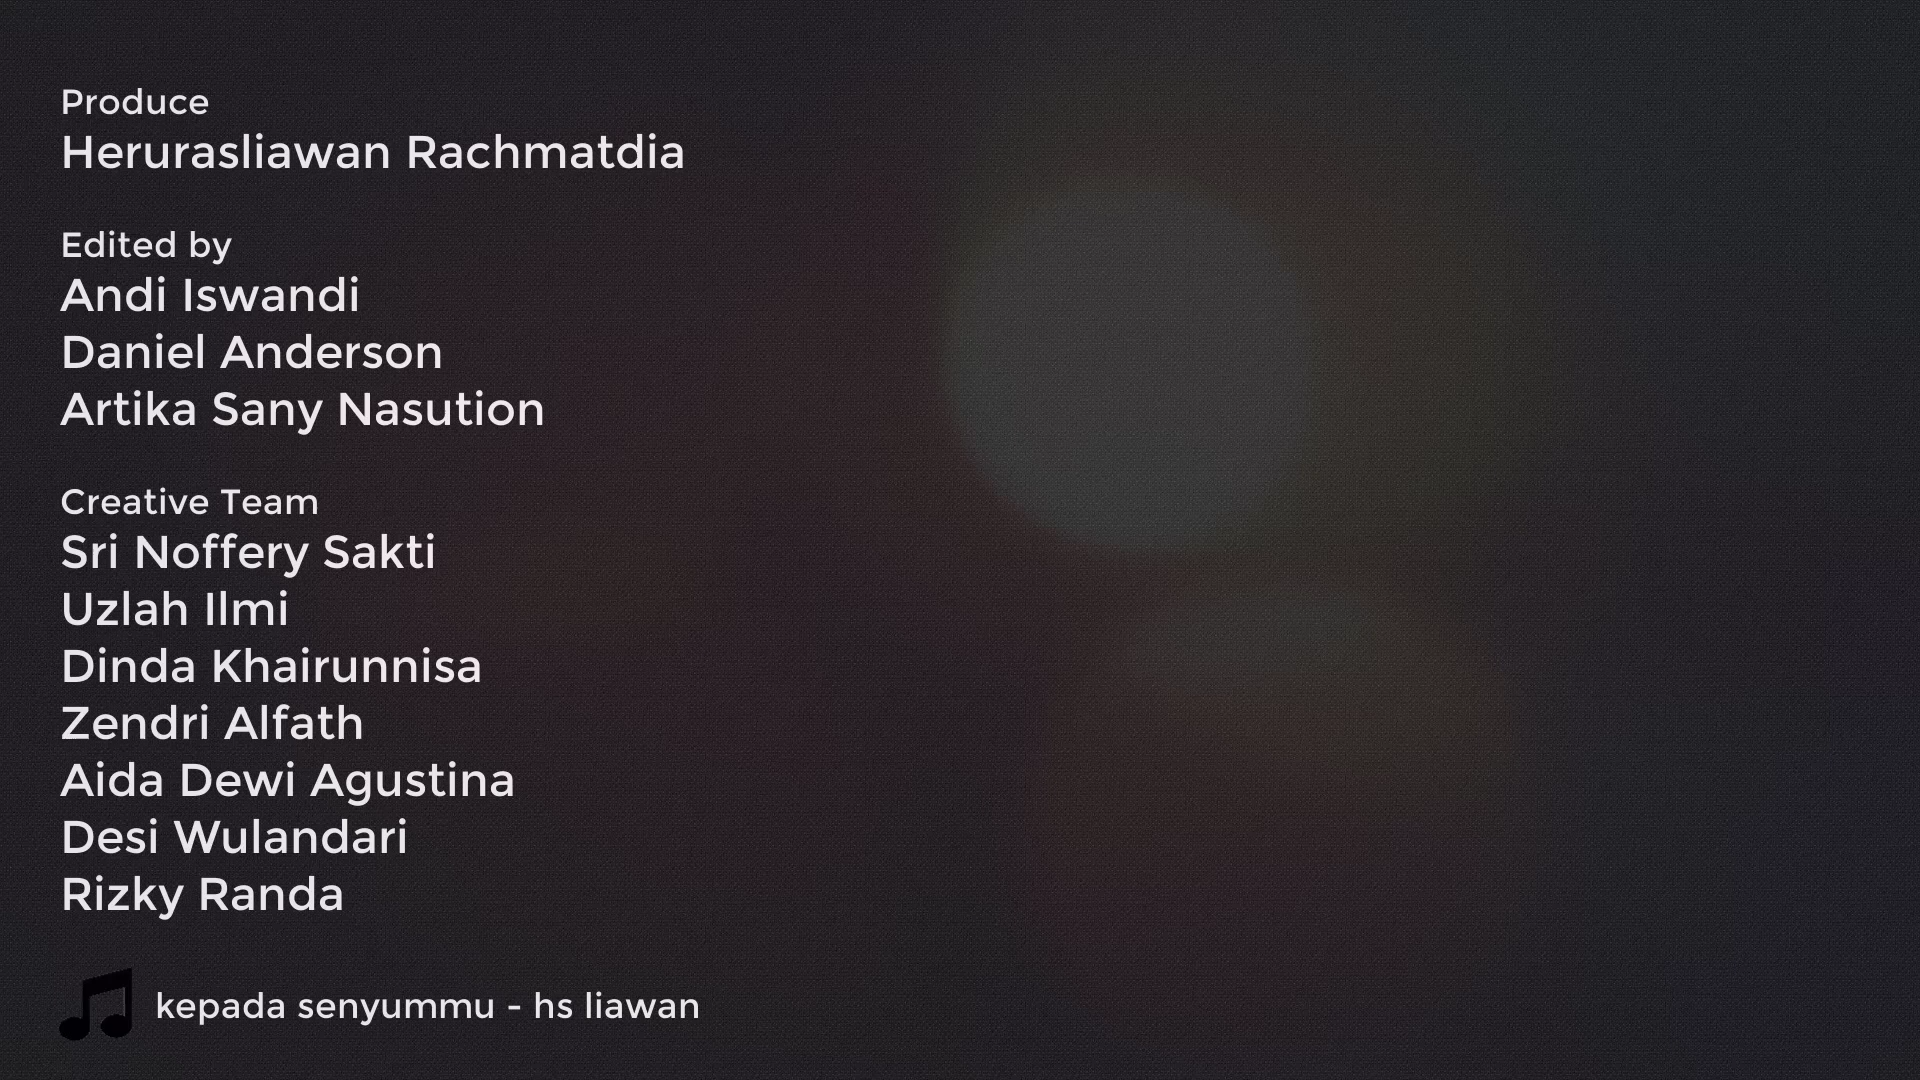 Produce
Herurasliawan Rachmatdia
Edited by
Andi Iswandi
Daniel Anderson
Artika Sany Nasution
Creative Team
Sri Noffery Sakti
Uzlah Ilmi
Dinda Khairunnisa
Zendri Alfath
Aida Dewi Agustina
Desi Wulandari
Rizky Randa
kepada senyummu - hs liawan